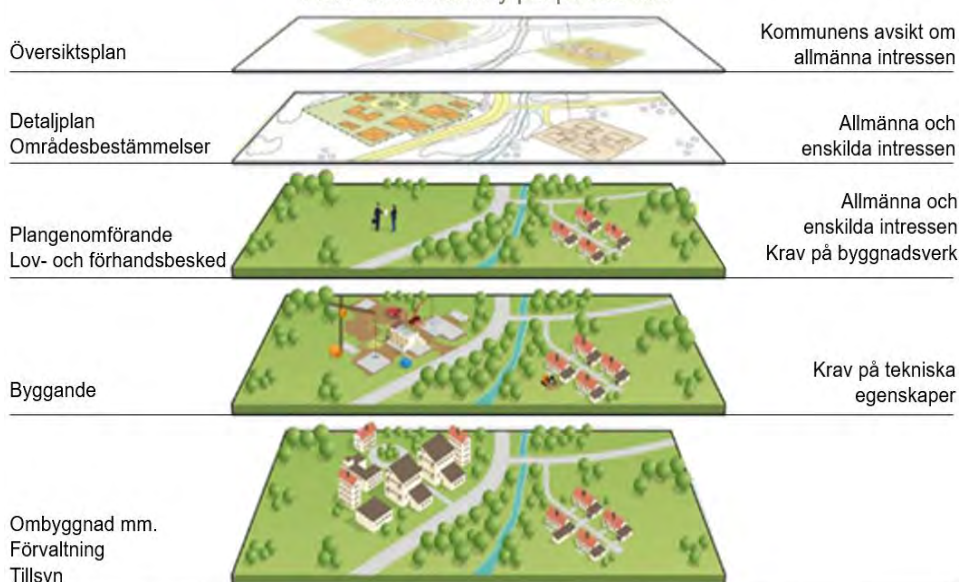 Översiktsplan
Kommunens avsikt om
allmänna intressen
Detaljplan
Områdesbestämmelser
Allmänna och
enskilda intressen
Plangenomförande
Lov- och förhandsbesked
Allmänna och
enskilda intressen
Krav på byggnadsverk
Byggande
Krav på tekniska
egenskaper
Ombyggnad mm.
Förvaltning
Tillsyn